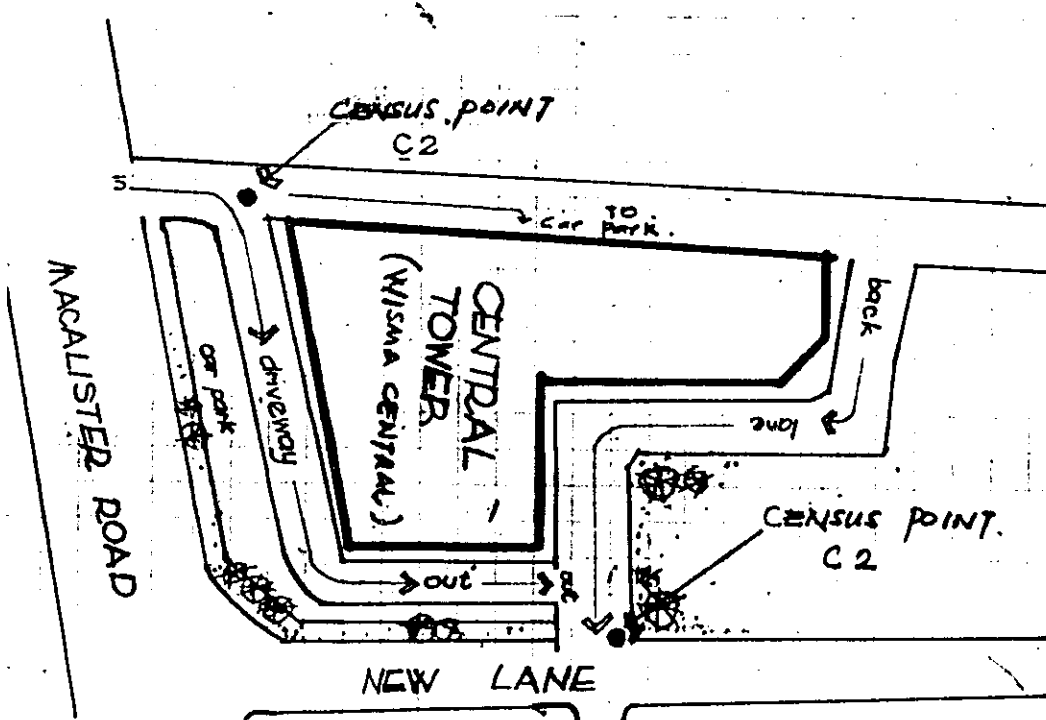 CENSUS POINT
C2
TO
car park.
back
lane
CENTRAL
TOWER
(WISMA CENTRAL)
driveway
car park
MACALISTER ROAD
CENSUS POINT.
C2
out
out
NEW LANE